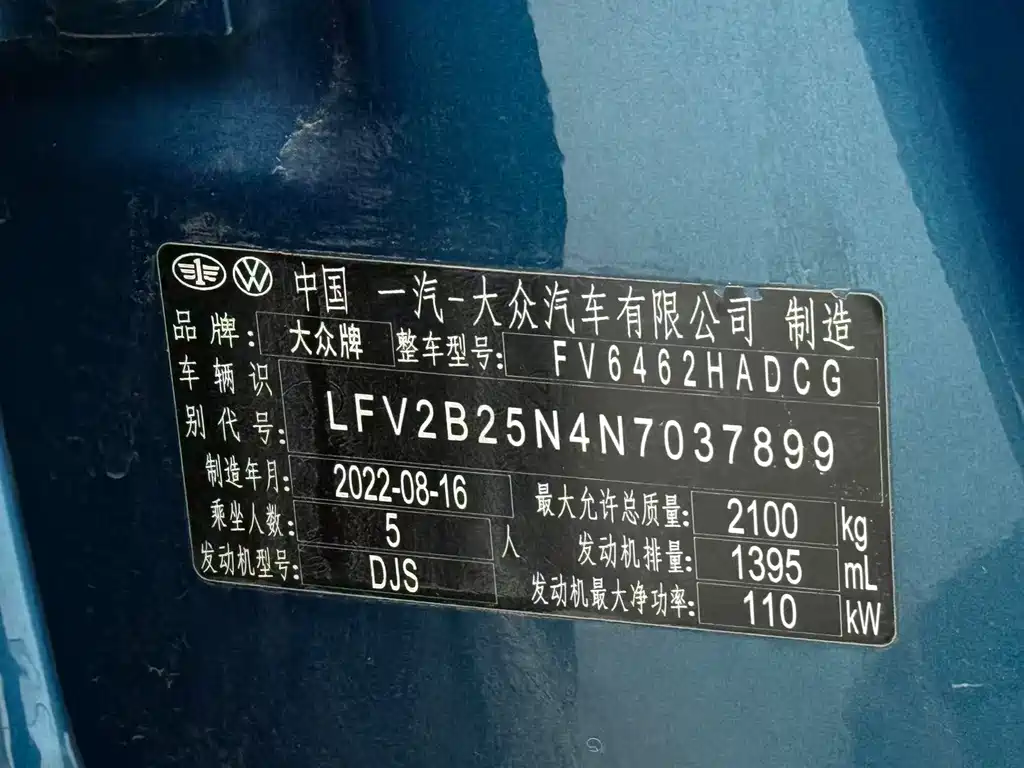 中国 一汽-大众汽车有限公司 制造
品牌: 大众牌 整车型号: FV6462HADCG
车辆识别代号: LFV2B25N4N7037899
制造年月: 2022-08-16 最大允许总质量: 2100 kg
乘坐人数: 5 人 发动机排量: 1395 mL
发动机型号: DJS 发动机最大净功率: 110 kW